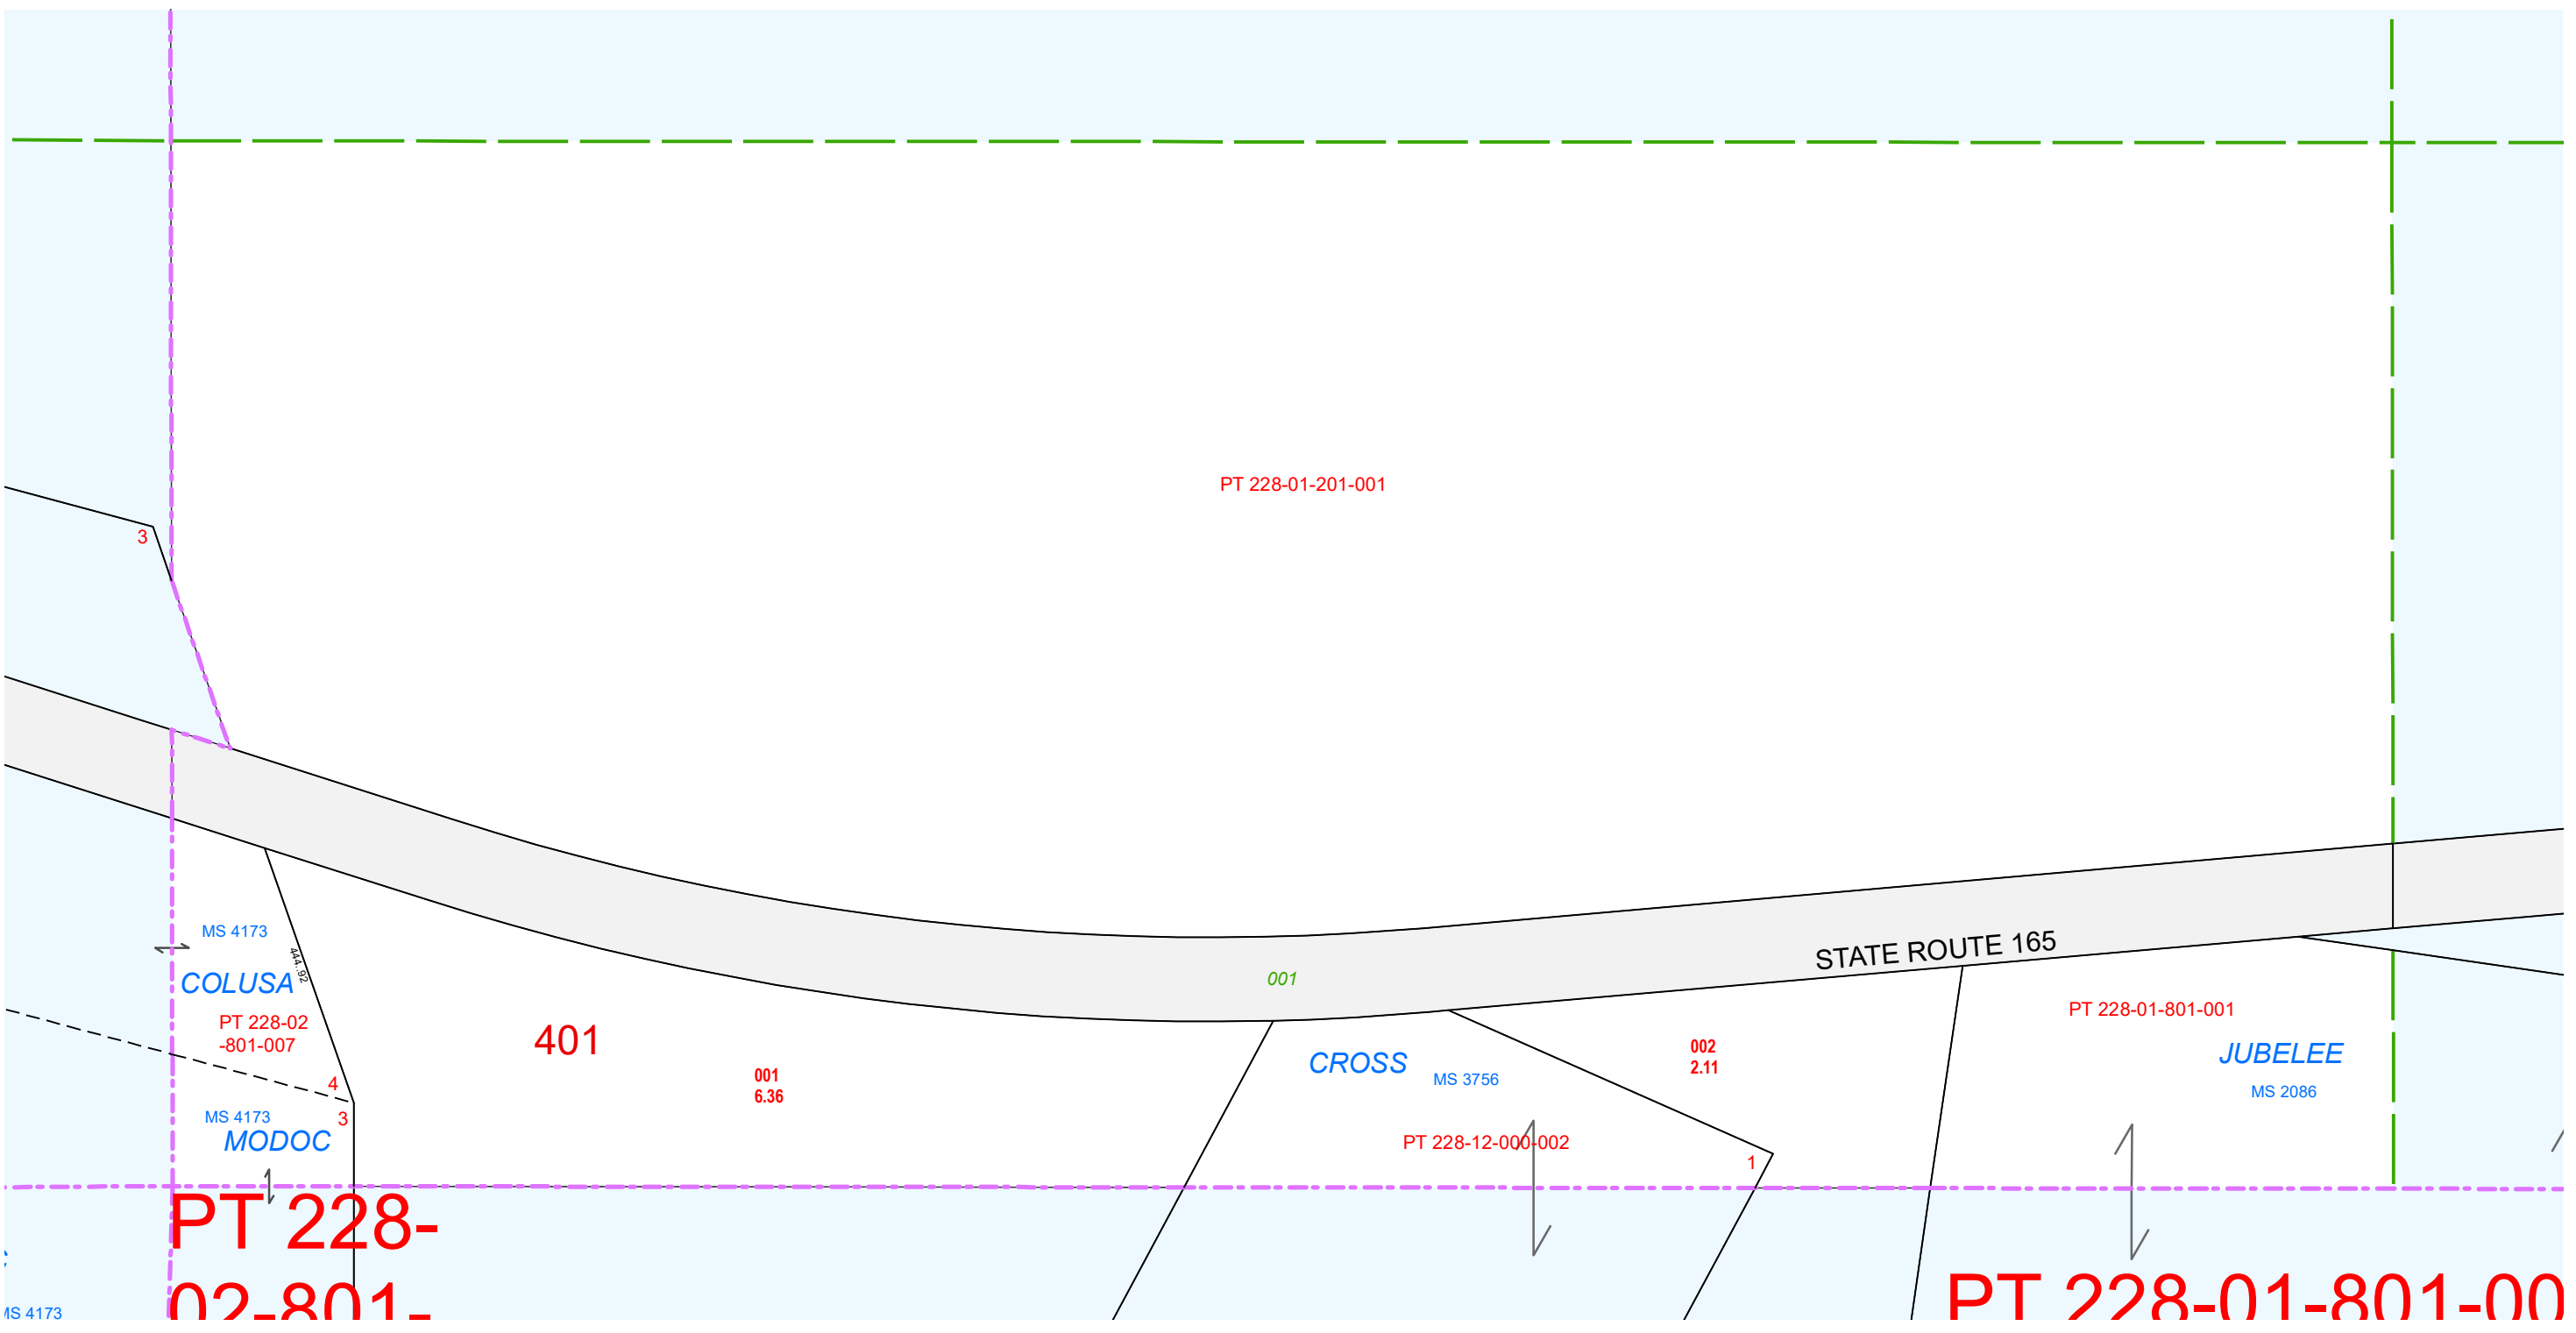 PT 228-01-201-001
3
STATE ROUTE 165
001
MS 4173
444.92
COLUSA
PT 228-02
-801-007
4
3
MS 4173
MODOC
401
001
6.36
CROSS
MS 3756
PT 228-12-000-002
002
2.11
1
PT 228-01-801-001
JUBELEE
MS 2086
PT 228-
02-801-
MS 4173
PT 228-01-801-00